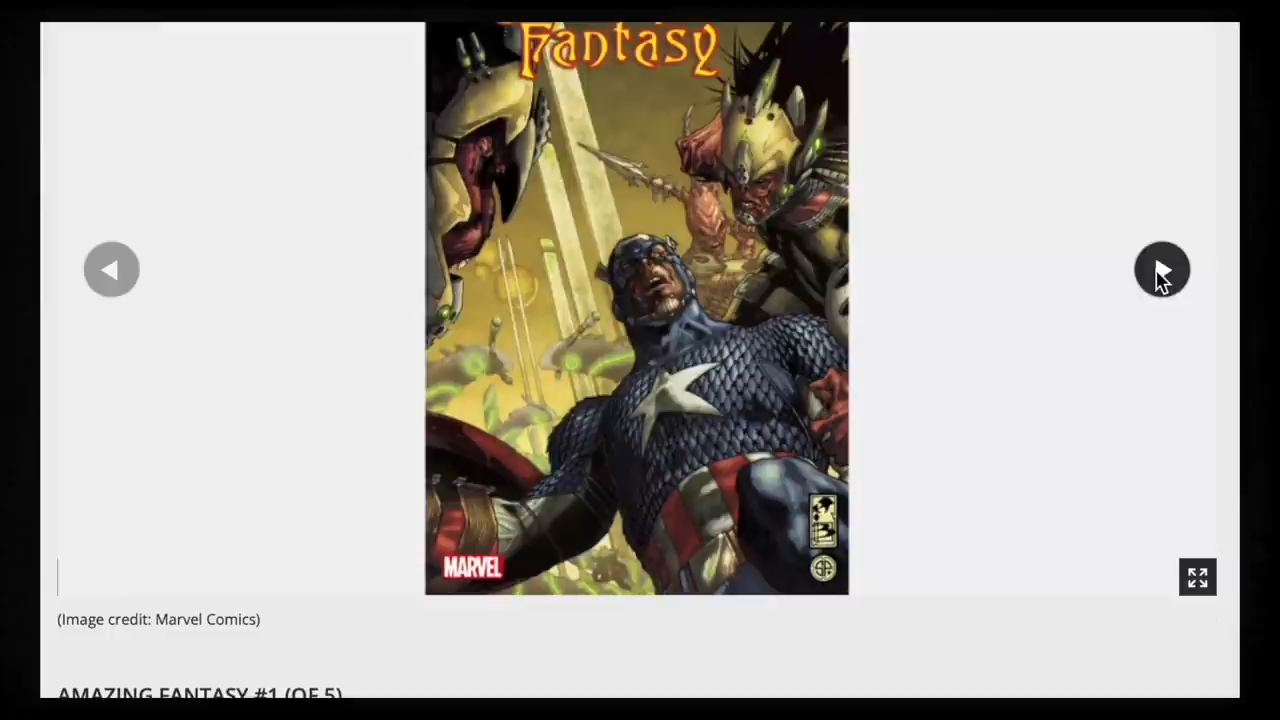 Fantasy
MARVEL
(Image credit: Marvel Comics)
AMAZING FANTASY #1 (OF 5)